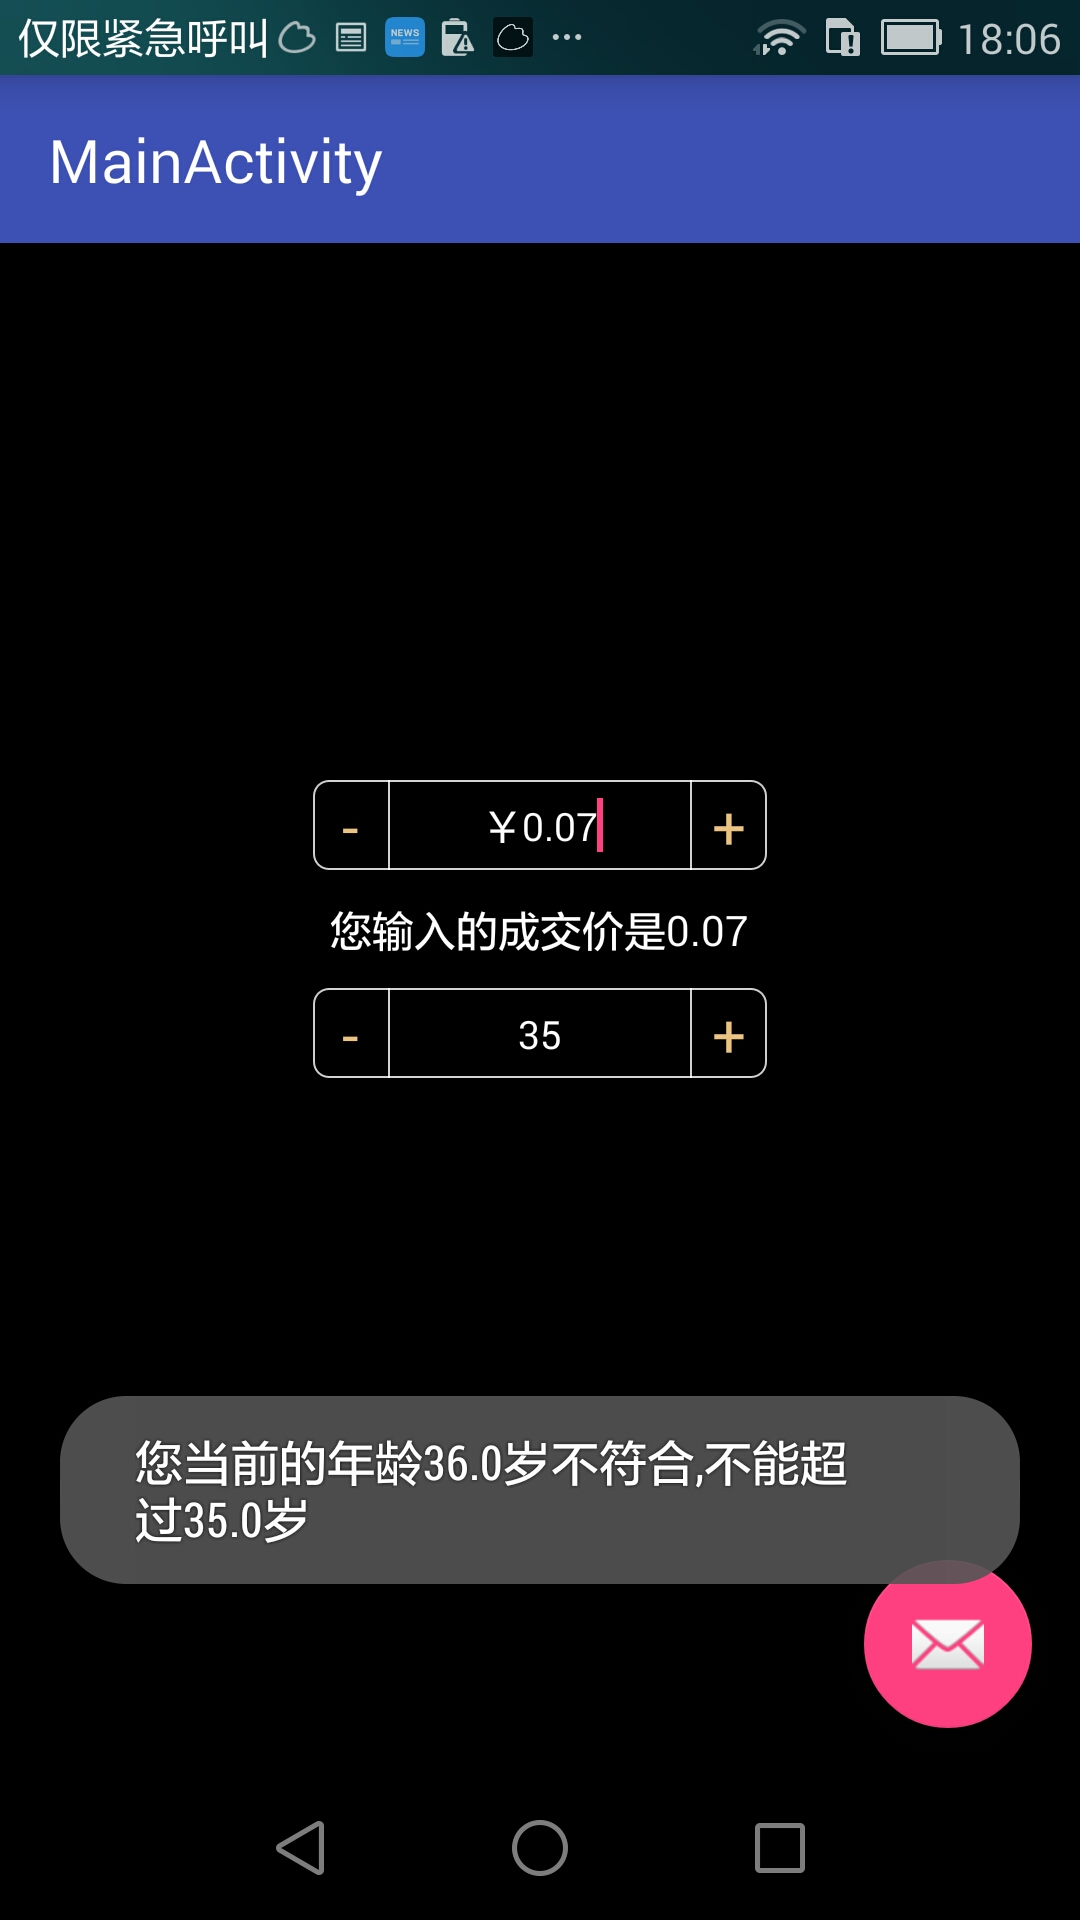 仅限紧急呼叫 NEWS ... 18:06
MainActivity
- ￥0.07 +
您输入的成交价是0.07
- 35 +
您当前的年龄36.0岁不符合,不能超
过35.0岁